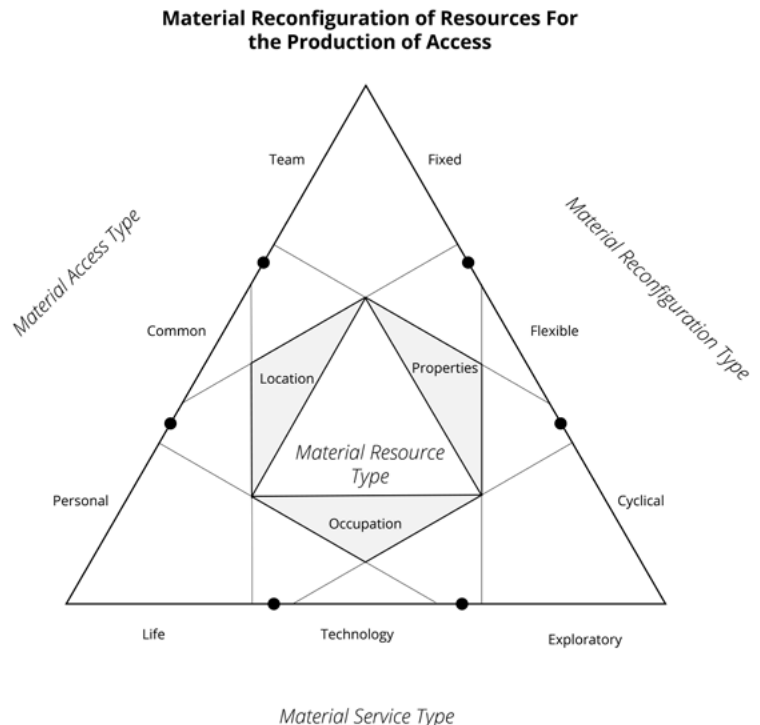 Material Reconfiguration of Resources For
the Production of Access
Team
Fixed
Material Access Type
Material Reconfiguration Type
Common
Flexible
Location
Properties
Material Resource
Type
Personal
Cyclical
Occupation
Life
Technology
Exploratory
Material Service Type